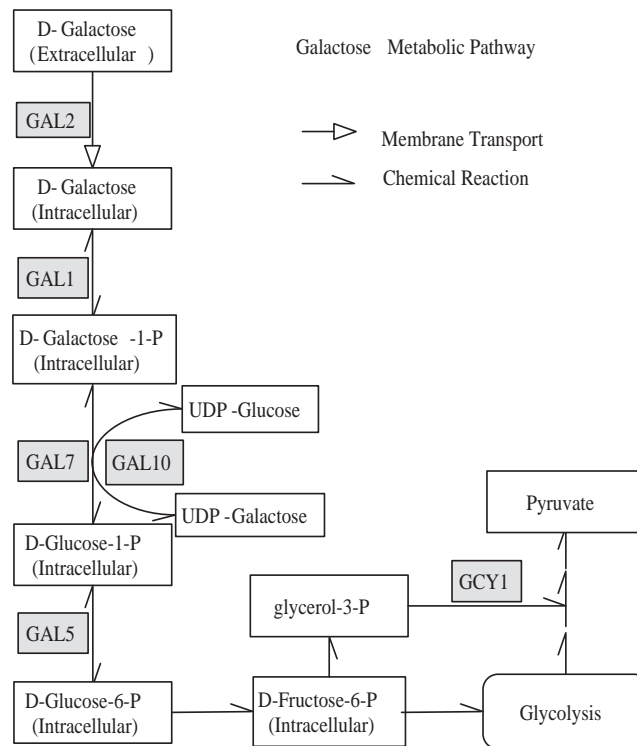 D- Galactose
(Extracellular )
Galactose Metabolic Pathway
GAL2
Membrane Transport
D- Galactose
(Intracellular)
Chemical Reaction
GAL1
D- Galactose -1-P
(Intracellular)
UDP -Glucose
GAL7
GAL10
UDP -Galactose
Pyruvate
D-Glucose-1-P
(Intracellular)
GCY1
glycerol-3-P
GAL5
D-Glucose-6-P
(Intracellular)
D-Fructose-6-P
(Intracellular)
Glycolysis